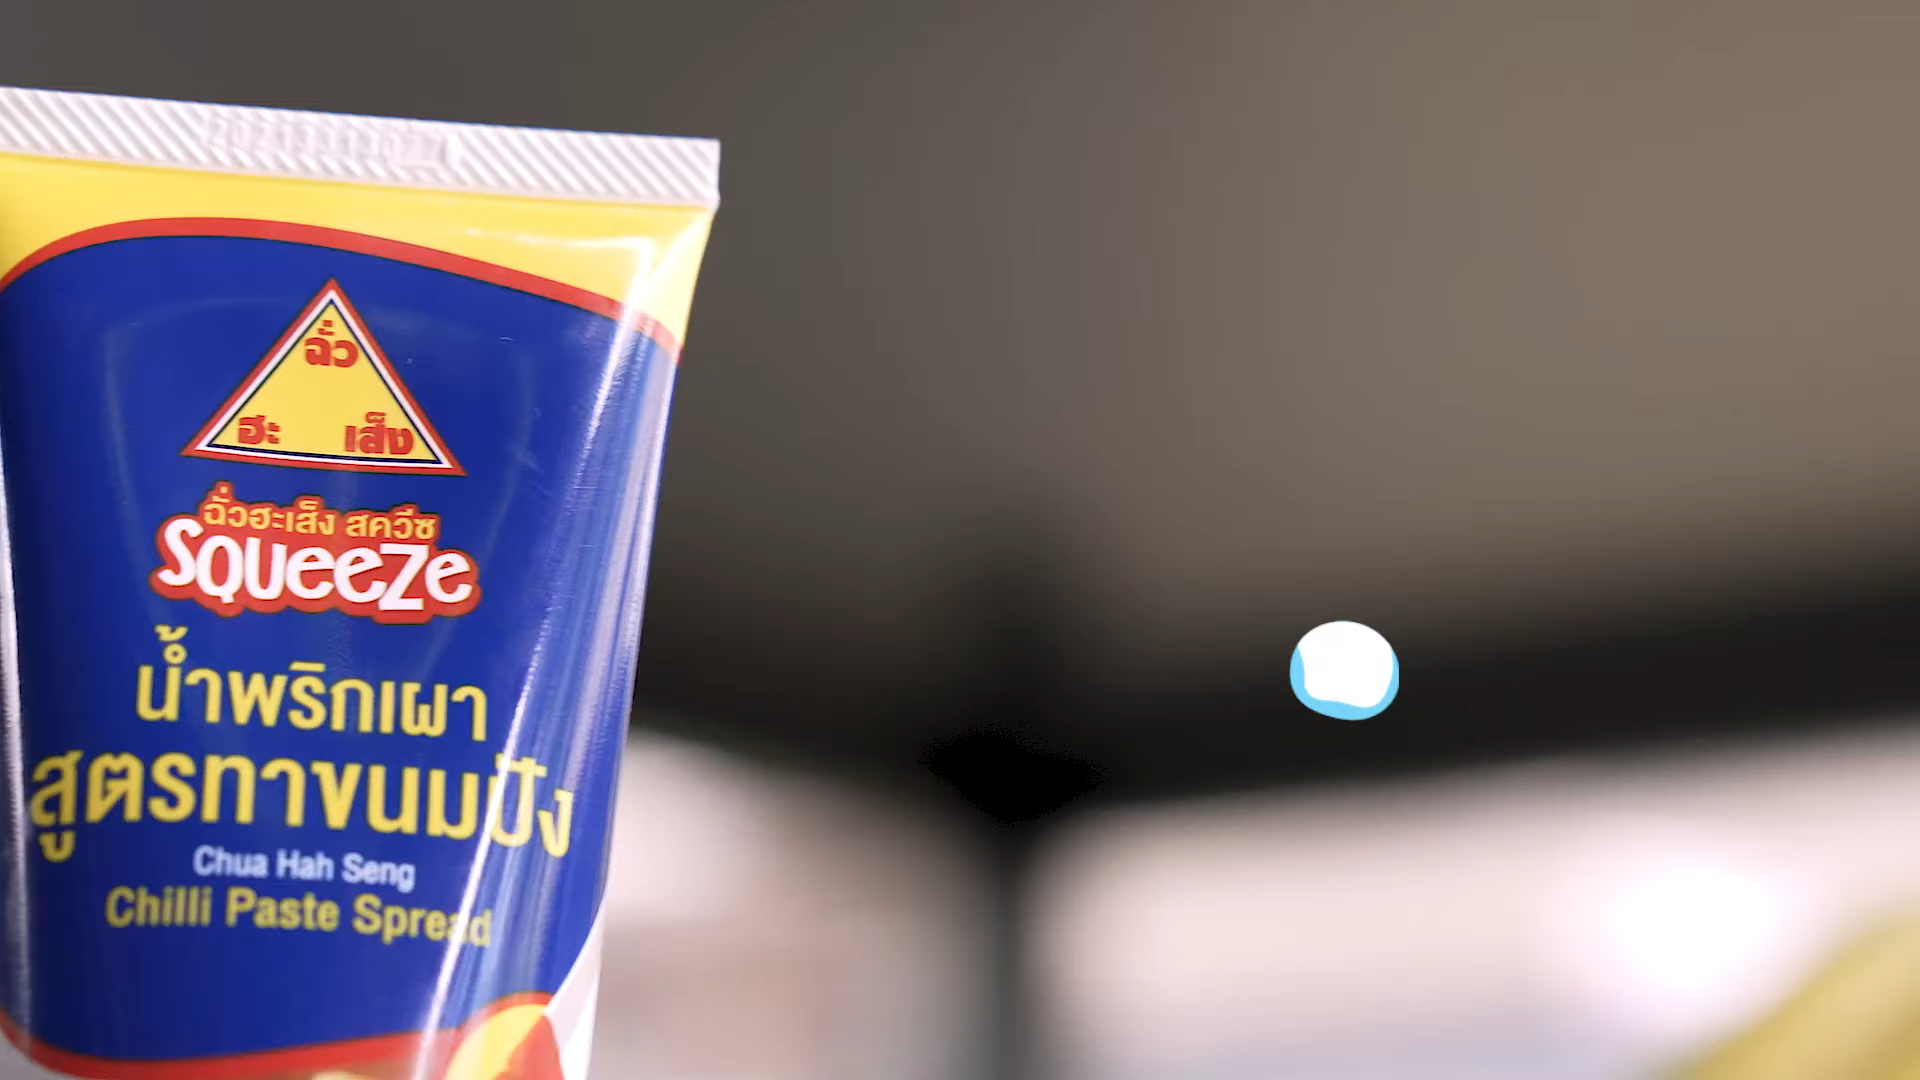 ฉั่ว
ฮะ เส็ง
ฉั่วฮะเส็ง สควีซ
SQUEEZE
น้ำพริกเผา
สูตรทาขนมปัง
Chua Hah Seng
Chilli Paste Spread